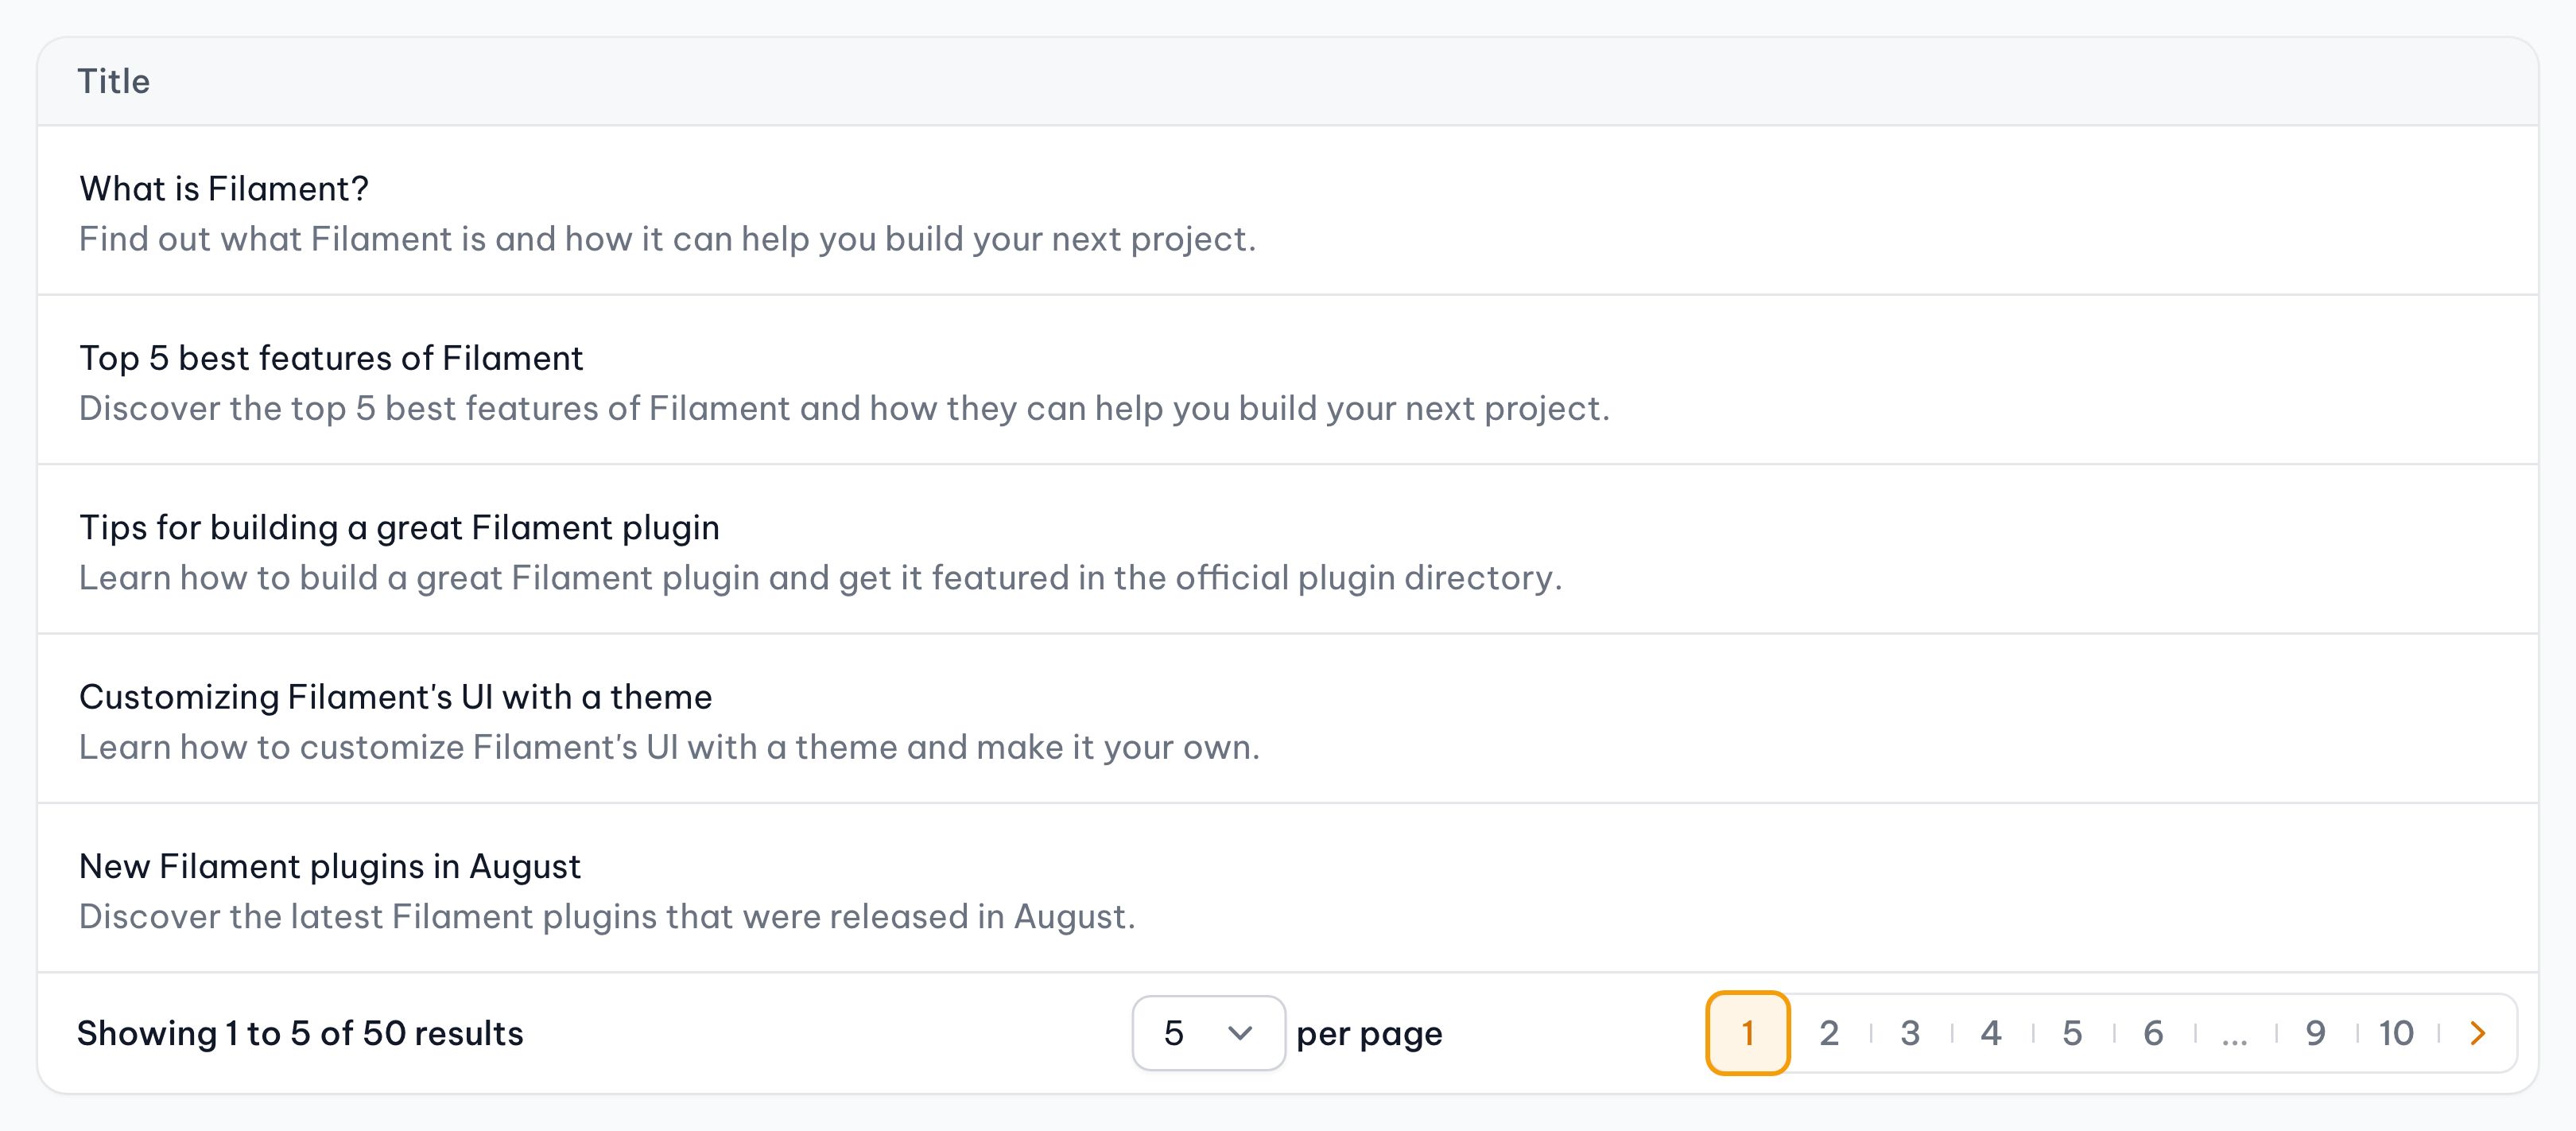 Title
What is Filament?
Find out what Filament is and how it can help you build your next project.
Top 5 best features of Filament
Discover the top 5 best features of Filament and how they can help you build your next project.
Tips for building a great Filament plugin
Learn how to build a great Filament plugin and get it featured in the official plugin directory.
Customizing Filament's UI with a theme
Learn how to customize Filament's UI with a theme and make it your own.
New Filament plugins in August
Discover the latest Filament plugins that were released in August.
Showing 1 to 5 of 50 results 5 per page 1 2 3 4 5 6 ... 9 10